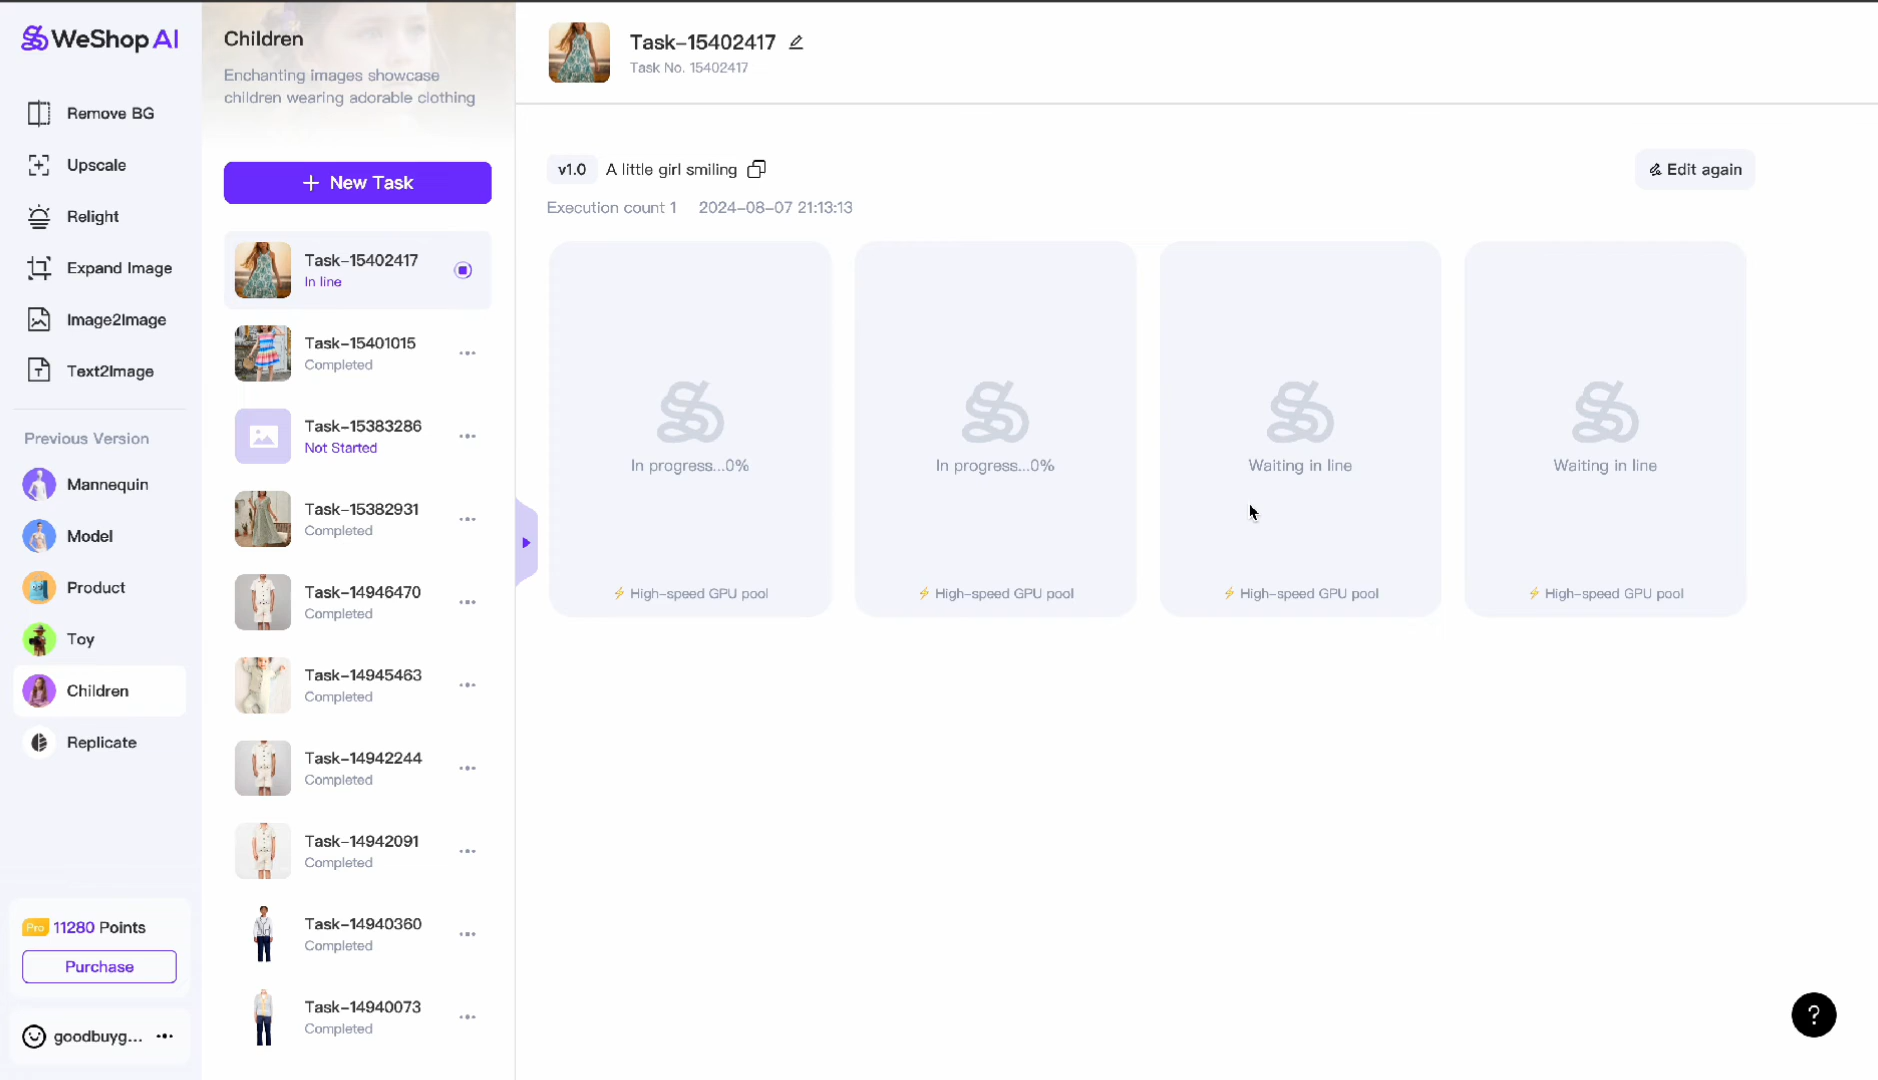 WeShop AI
Remove BG
Upscale
Relight
Expand Image
Image2Image
Text2Image
Previous Version
Mannequin
Model
Product
Toy
Children
Replicate
Pro 11280 Points
Purchase
goodbuyg...
Children
Enchanting images showcase
children wearing adorable clothing
+ New Task
Task-15402417
In line
Task-15401015
Completed
Task-15383286
Not Started
Task-15382931
Completed
Task-14946470
Completed
Task-14945463
Completed
Task-14942244
Completed
Task-14942091
Completed
Task-14940360
Completed
Task-14940073
Completed
Task-15402417
Task No. 15402417
v1.0 A little girl smiling
Edit again
Execution count 1 2024-08-07 21:13:13
In progress...0%
High-speed GPU pool
In progress...0%
High-speed GPU pool
Waiting in line
High-speed GPU pool
Waiting in line
High-speed GPU pool
?